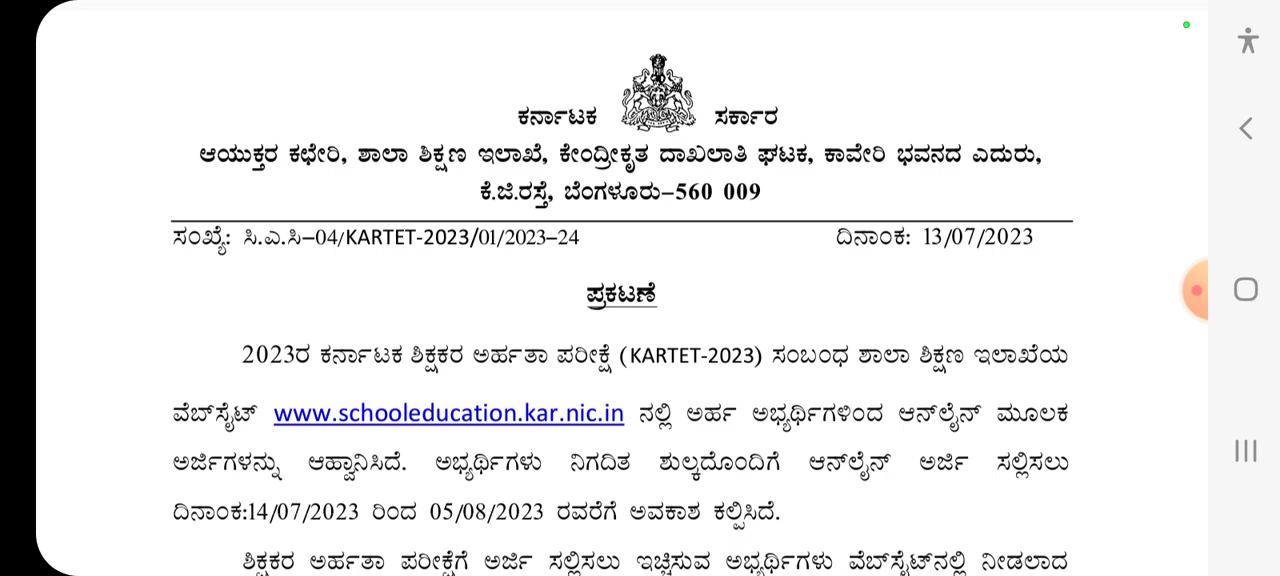 ಕರ್ನಾಟಕ ಸರ್ಕಾರ
ಆಯುಕ್ತರ ಕಛೇರಿ, ಶಾಲಾ ಶಿಕ್ಷಣ ಇಲಾಖೆ, ಕೇಂದ್ರೀಕೃತ ದಾಖಲಾತಿ ಘಟಕ, ಕಾವೇರಿ ಭವನದ ಎದುರು,
ಕೆ.ಜಿ.ರಸ್ತೆ, ಬೆಂಗಳೂರು–560 009
ಸಂಖ್ಯೆ: ಸಿ.ಎ.ಸಿ–04/KARTET-2023/01/2023–24 ದಿನಾಂಕ: 13/07/2023
ಪ್ರಕಟಣೆ
2023ರ ಕರ್ನಾಟಕ ಶಿಕ್ಷಕರ ಅರ್ಹತಾ ಪರೀಕ್ಷೆ (KARTET-2023) ಸಂಬಂಧ ಶಾಲಾ ಶಿಕ್ಷಣ ಇಲಾಖೆಯ
ವೆಬ್‌ಸೈಟ್ www.schooleducation.kar.nic.in ನಲ್ಲಿ ಅರ್ಹ ಅಭ್ಯರ್ಥಿಗಳಿಂದ ಆನ್‌ಲೈನ್ ಮೂಲಕ
ಅರ್ಜಿಗಳನ್ನು ಆಹ್ವಾನಿಸಿದೆ. ಅಭ್ಯರ್ಥಿಗಳು ನಿಗದಿತ ಶುಲ್ಕದೊಂದಿಗೆ ಆನ್‌ಲೈನ್ ಅರ್ಜಿ ಸಲ್ಲಿಸಲು
ದಿನಾಂಕ:14/07/2023 ರಿಂದ 05/08/2023 ರವರೆಗೆ ಅವಕಾಶ ಕಲ್ಪಿಸಿದೆ.
ಶಿಕ್ಷಕರ ಅರ್ಹತಾ ಪರೀಕ್ಷೆಗೆ ಅರ್ಜಿ ಸಲ್ಲಿಸಲು ಇಚ್ಛಿಸುವ ಅಭ್ಯರ್ಥಿಗಳು ವೆಬ್‌ಸೈಟ್‌ನಲ್ಲಿ ನೀಡಲಾದ